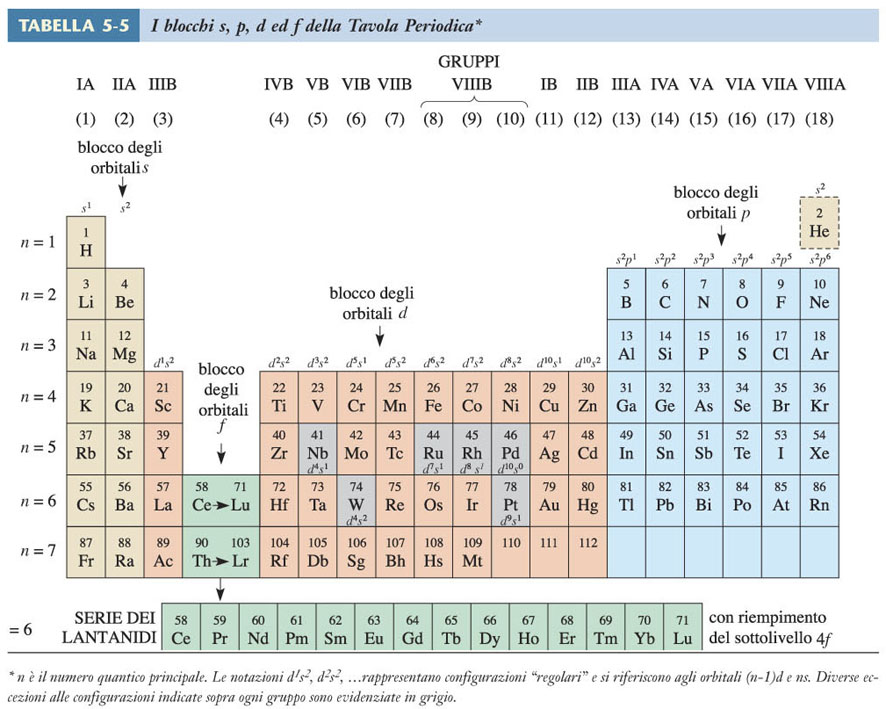 TABELLA 5-5 I blocchi s, p, d ed f della Tavola Periodica*
GRUPPI
IA IIA IIIB IVB VB VIB VIIB VIIIB IB IIB IIIA IVA VA VIA VIIA VIIIA
(1) (2) (3) (4) (5) (6) (7) (8) (9) (10) (11) (12) (13) (14) (15) (16) (17) (18)
blocco degli
orbitali s
blocco degli
orbitali p
s¹ s² s²
n = 1
1 2
H He
s²p¹ s²p² s²p³ s²p⁴ s²p⁵ s²p⁶
n = 2
3 4 5 6 7 8 9 10
Li Be B C N O F Ne
blocco degli
orbitali d
n = 3
11 12 13 14 15 16 17 18
Na Mg Al Si P S Cl Ar
d¹s² d²s² d³s² d⁵s¹ d⁵s² d⁶s² d⁷s² d⁸s² d¹⁰s¹ d¹⁰s²
blocco
degli
orbitali
f
n = 4
19 20 21 22 23 24 25 26 27 28 29 30 31 32 33 34 35 36
K Ca Sc Ti V Cr Mn Fe Co Ni Cu Zn Ga Ge As Se Br Kr
n = 5
37 38 39 40 41 42 43 44 45 46 47 48 49 50 51 52 53 54
Rb Sr Y Zr Nb Mo Tc Ru Rh Pd Ag Cd In Sn Sb Te I Xe
d⁴s¹ d⁷s¹ d⁸s¹ d¹⁰s⁰
n = 6
55 56 57 58 71 72 73 74 75 76 77 78 79 80 81 82 83 84 85 86
Cs Ba La Ce Lu Hf Ta W Re Os Ir Pt Au Hg Tl Pb Bi Po At Rn
d⁴s² d⁹s¹
n = 7
87 88 89 90 103 104 105 106 107 108 109 110 111 112
Fr Ra Ac Th Lr Rf Db Sg Bh Hs Mt
= 6
SERIE DEI
LANTANIDI
58 59 60 61 62 63 64 65 66 67 68 69 70 71
Ce Pr Nd Pm Sm Eu Gd Tb Dy Ho Er Tm Yb Lu
con riempimento
del sottolivello 4f
* n è il numero quantico principale. Le notazioni d¹s², d²s², …rappresentano configurazioni “regolari” e si riferiscono agli orbitali (n-1)d e ns. Diverse ec-
cezioni alle configurazioni indicate sopra ogni gruppo sono evidenziate in grigio.